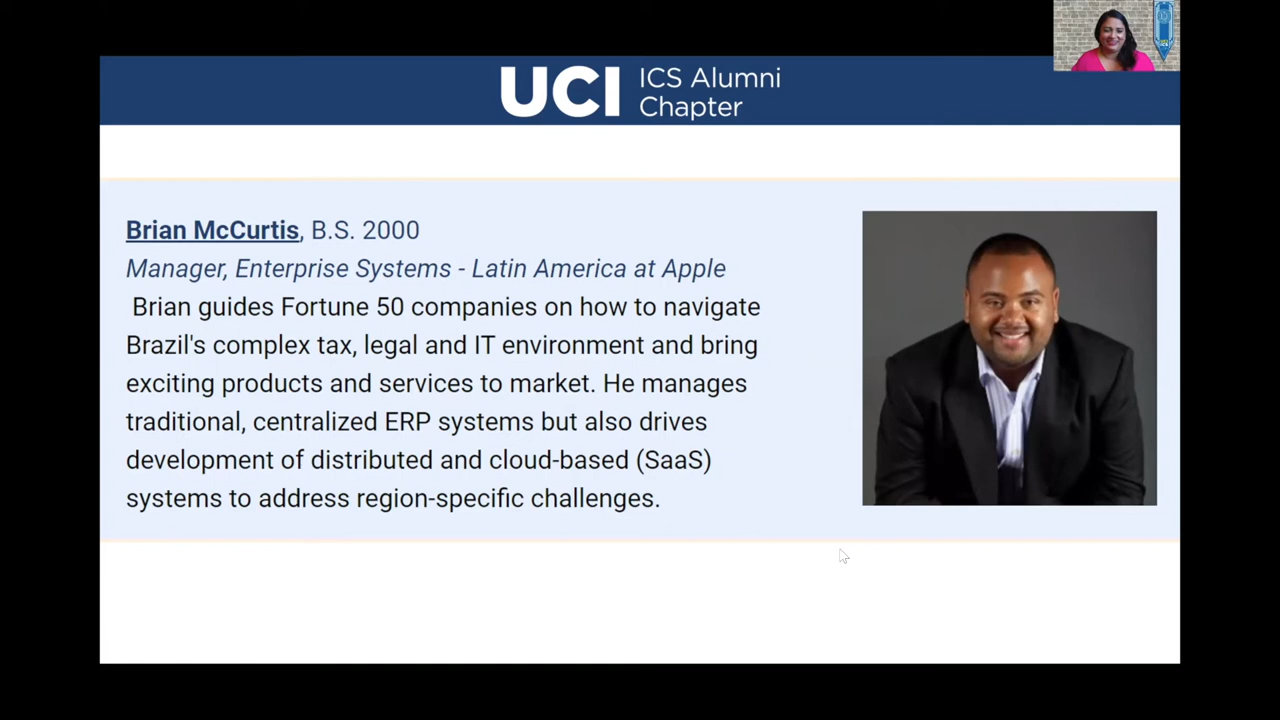 UCI ICS Alumni
Chapter
Brian McCurtis, B.S. 2000
Manager, Enterprise Systems - Latin America at Apple
Brian guides Fortune 50 companies on how to navigate
Brazil's complex tax, legal and IT environment and bring
exciting products and services to market. He manages
traditional, centralized ERP systems but also drives
development of distributed and cloud-based (SaaS)
systems to address region-specific challenges.